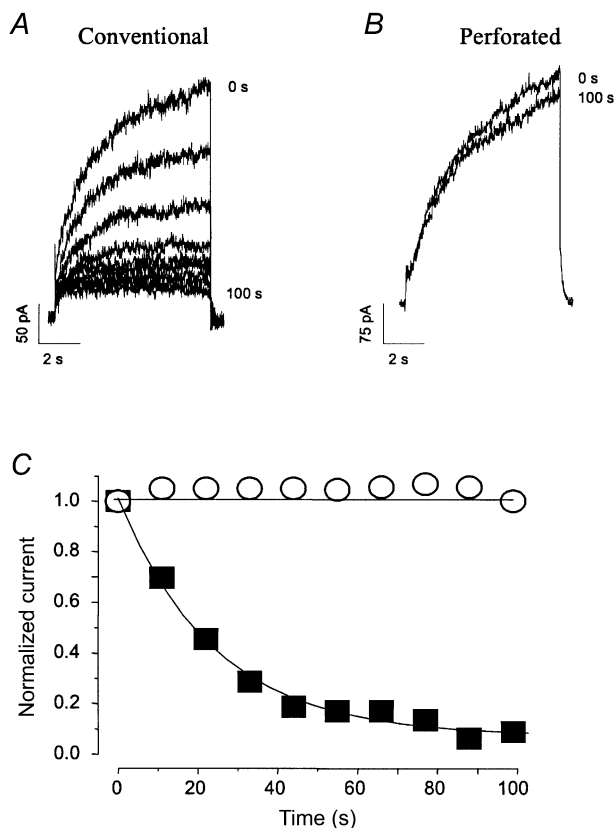 A
Conventional
0 s
100 s
50 pA
2 s
B
Perforated
0 s
100 s
75 pA
2 s
C
Normalized current
1.0
0.8
0.6
0.4
0.2
0.0
0
20
40
60
80
100
Time (s)